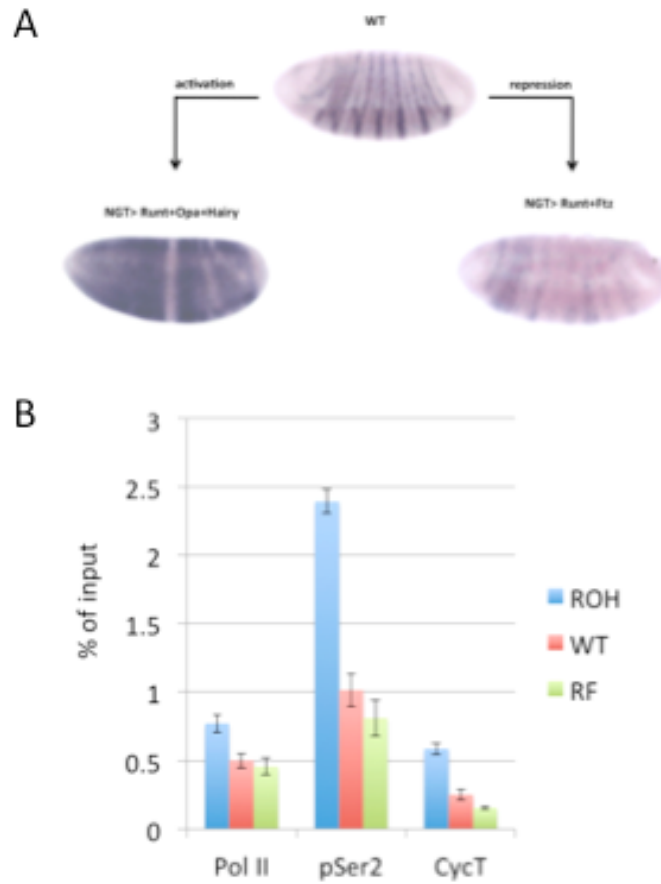 A
WT
activation
repression
NGT> Runt+Opa+Hairy
NGT> Runt+Ftz
B
3
2.5
2
1.5
1
0.5
0
% of input
ROH
WT
RF
Pol II
pSer2
CycT